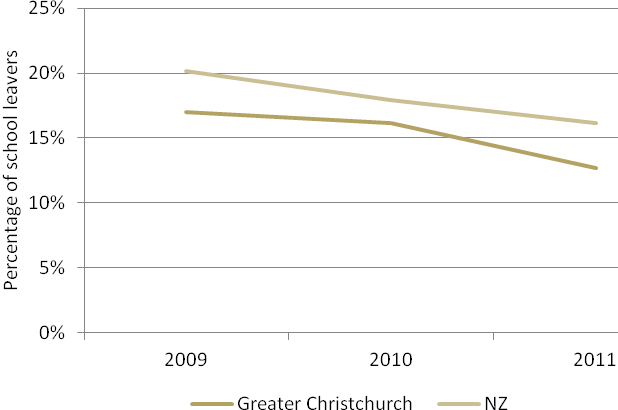 25%
20%
15%
10%
5%
0%
Percentage of school leavers
2009 2010 2011
Greater Christchurch NZ